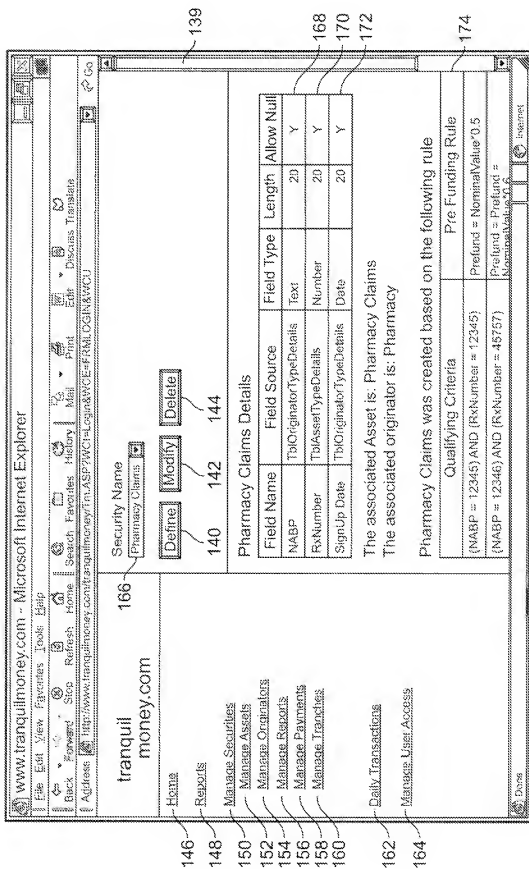 www.tranquilmoney.com - Microsoft Internet Explorer
File Edit View Favorites Tools Help
Back Forward Stop Refresh Home Search Favorites History Mail Print Edit Discuss Translate
Address http://www.tranquilmoney.com/tranquilmoney/Tm.ASP?WCI=Login&WCE=FRMLOGIN&WCU Go
tranquil
money.com
146 Home
148 Reports
150 Manage Securities
152 Manage Assets
154 Manage Originators
156 Manage Reports
158 Manage Payments
160 Manage Tranches
162 Daily Transactions
164 Manage User Access
Security Name
166 Pharmacy Claims
Define Modify Delete
140 142 144
139
Pharmacy Claims Details
Field Name Field Source Field Type Length Allow Null
NABP TblOriginatorTypeDetails Text 20 Y 168
RxNumber TblAssetTypeDetails Number 20 Y 170
SignUp Date TblOriginatorTypeDetails Date 20 Y 172
The associated Asset is: Pharmacy Claims
The associated originator is: Pharmacy
Pharmacy Claims was created based on the following rule
Qualifying Criteria Pre Funding Rule 174
(NABP = 12345) AND (RxNumber = 12345) Prefund = NominalValue*0.5
(NABP = 12346) AND (RxNumber = 45757) Prefund = Prefund =
NominalValue*0.6
Done Internet